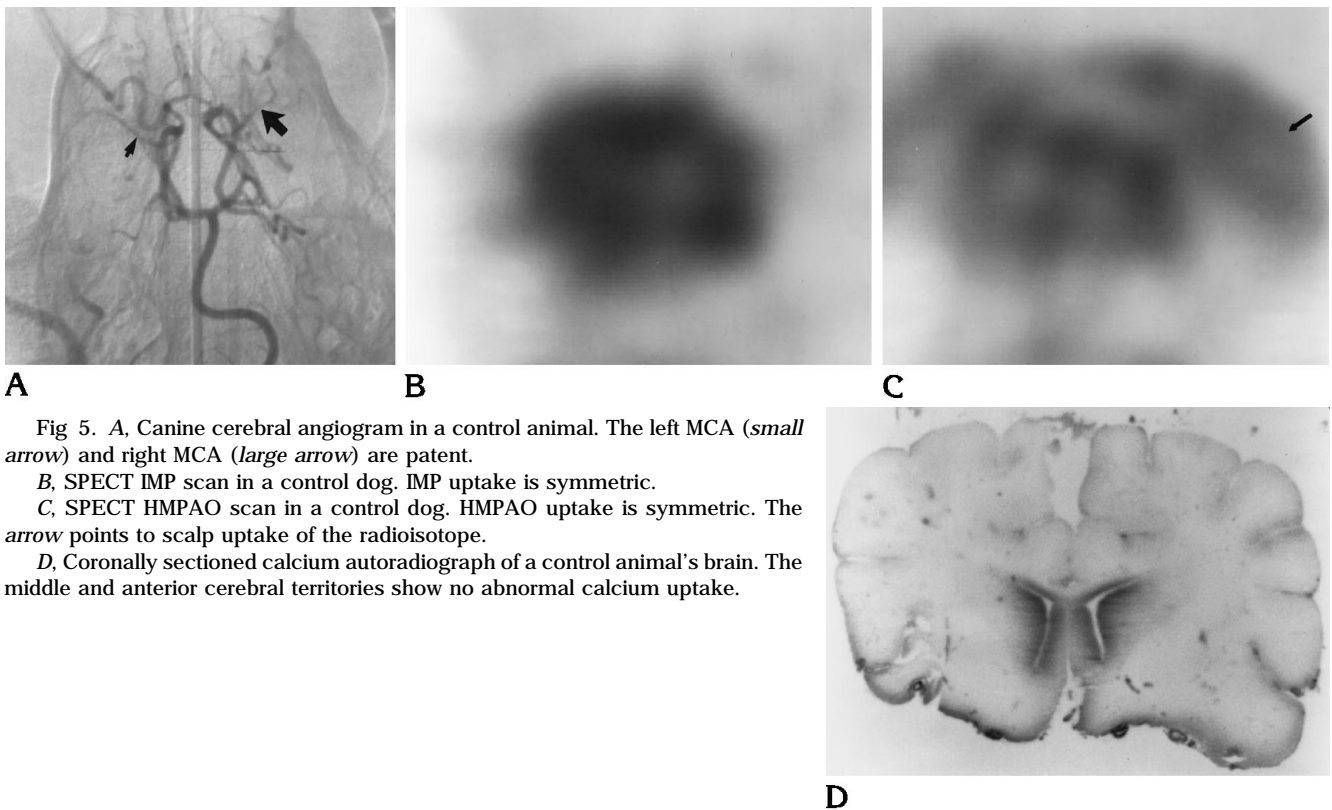 A
B
C
Fig 5. A, Canine cerebral angiogram in a control animal. The left MCA (small
arrow) and right MCA (large arrow) are patent.
B, SPECT IMP scan in a control dog. IMP uptake is symmetric.
C, SPECT HMPAO scan in a control dog. HMPAO uptake is symmetric. The
arrow points to scalp uptake of the radioisotope.
D, Coronally sectioned calcium autoradiograph of a control animal's brain. The
middle and anterior cerebral territories show no abnormal calcium uptake.
D